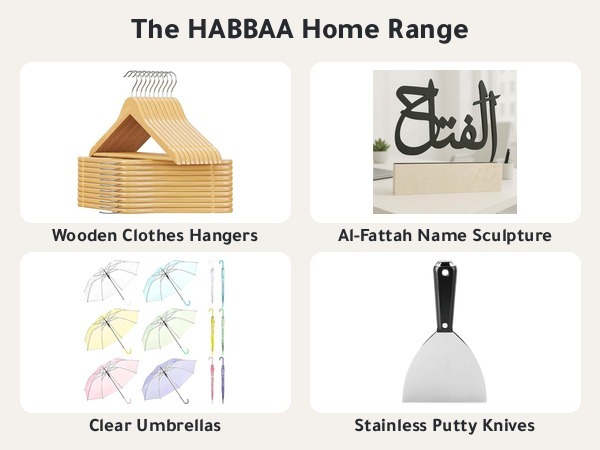 The HABBAA Home Range
Wooden Clothes Hangers
الفتاح
Al-Fattah Name Sculpture
Clear Umbrellas
Stainless Putty Knives